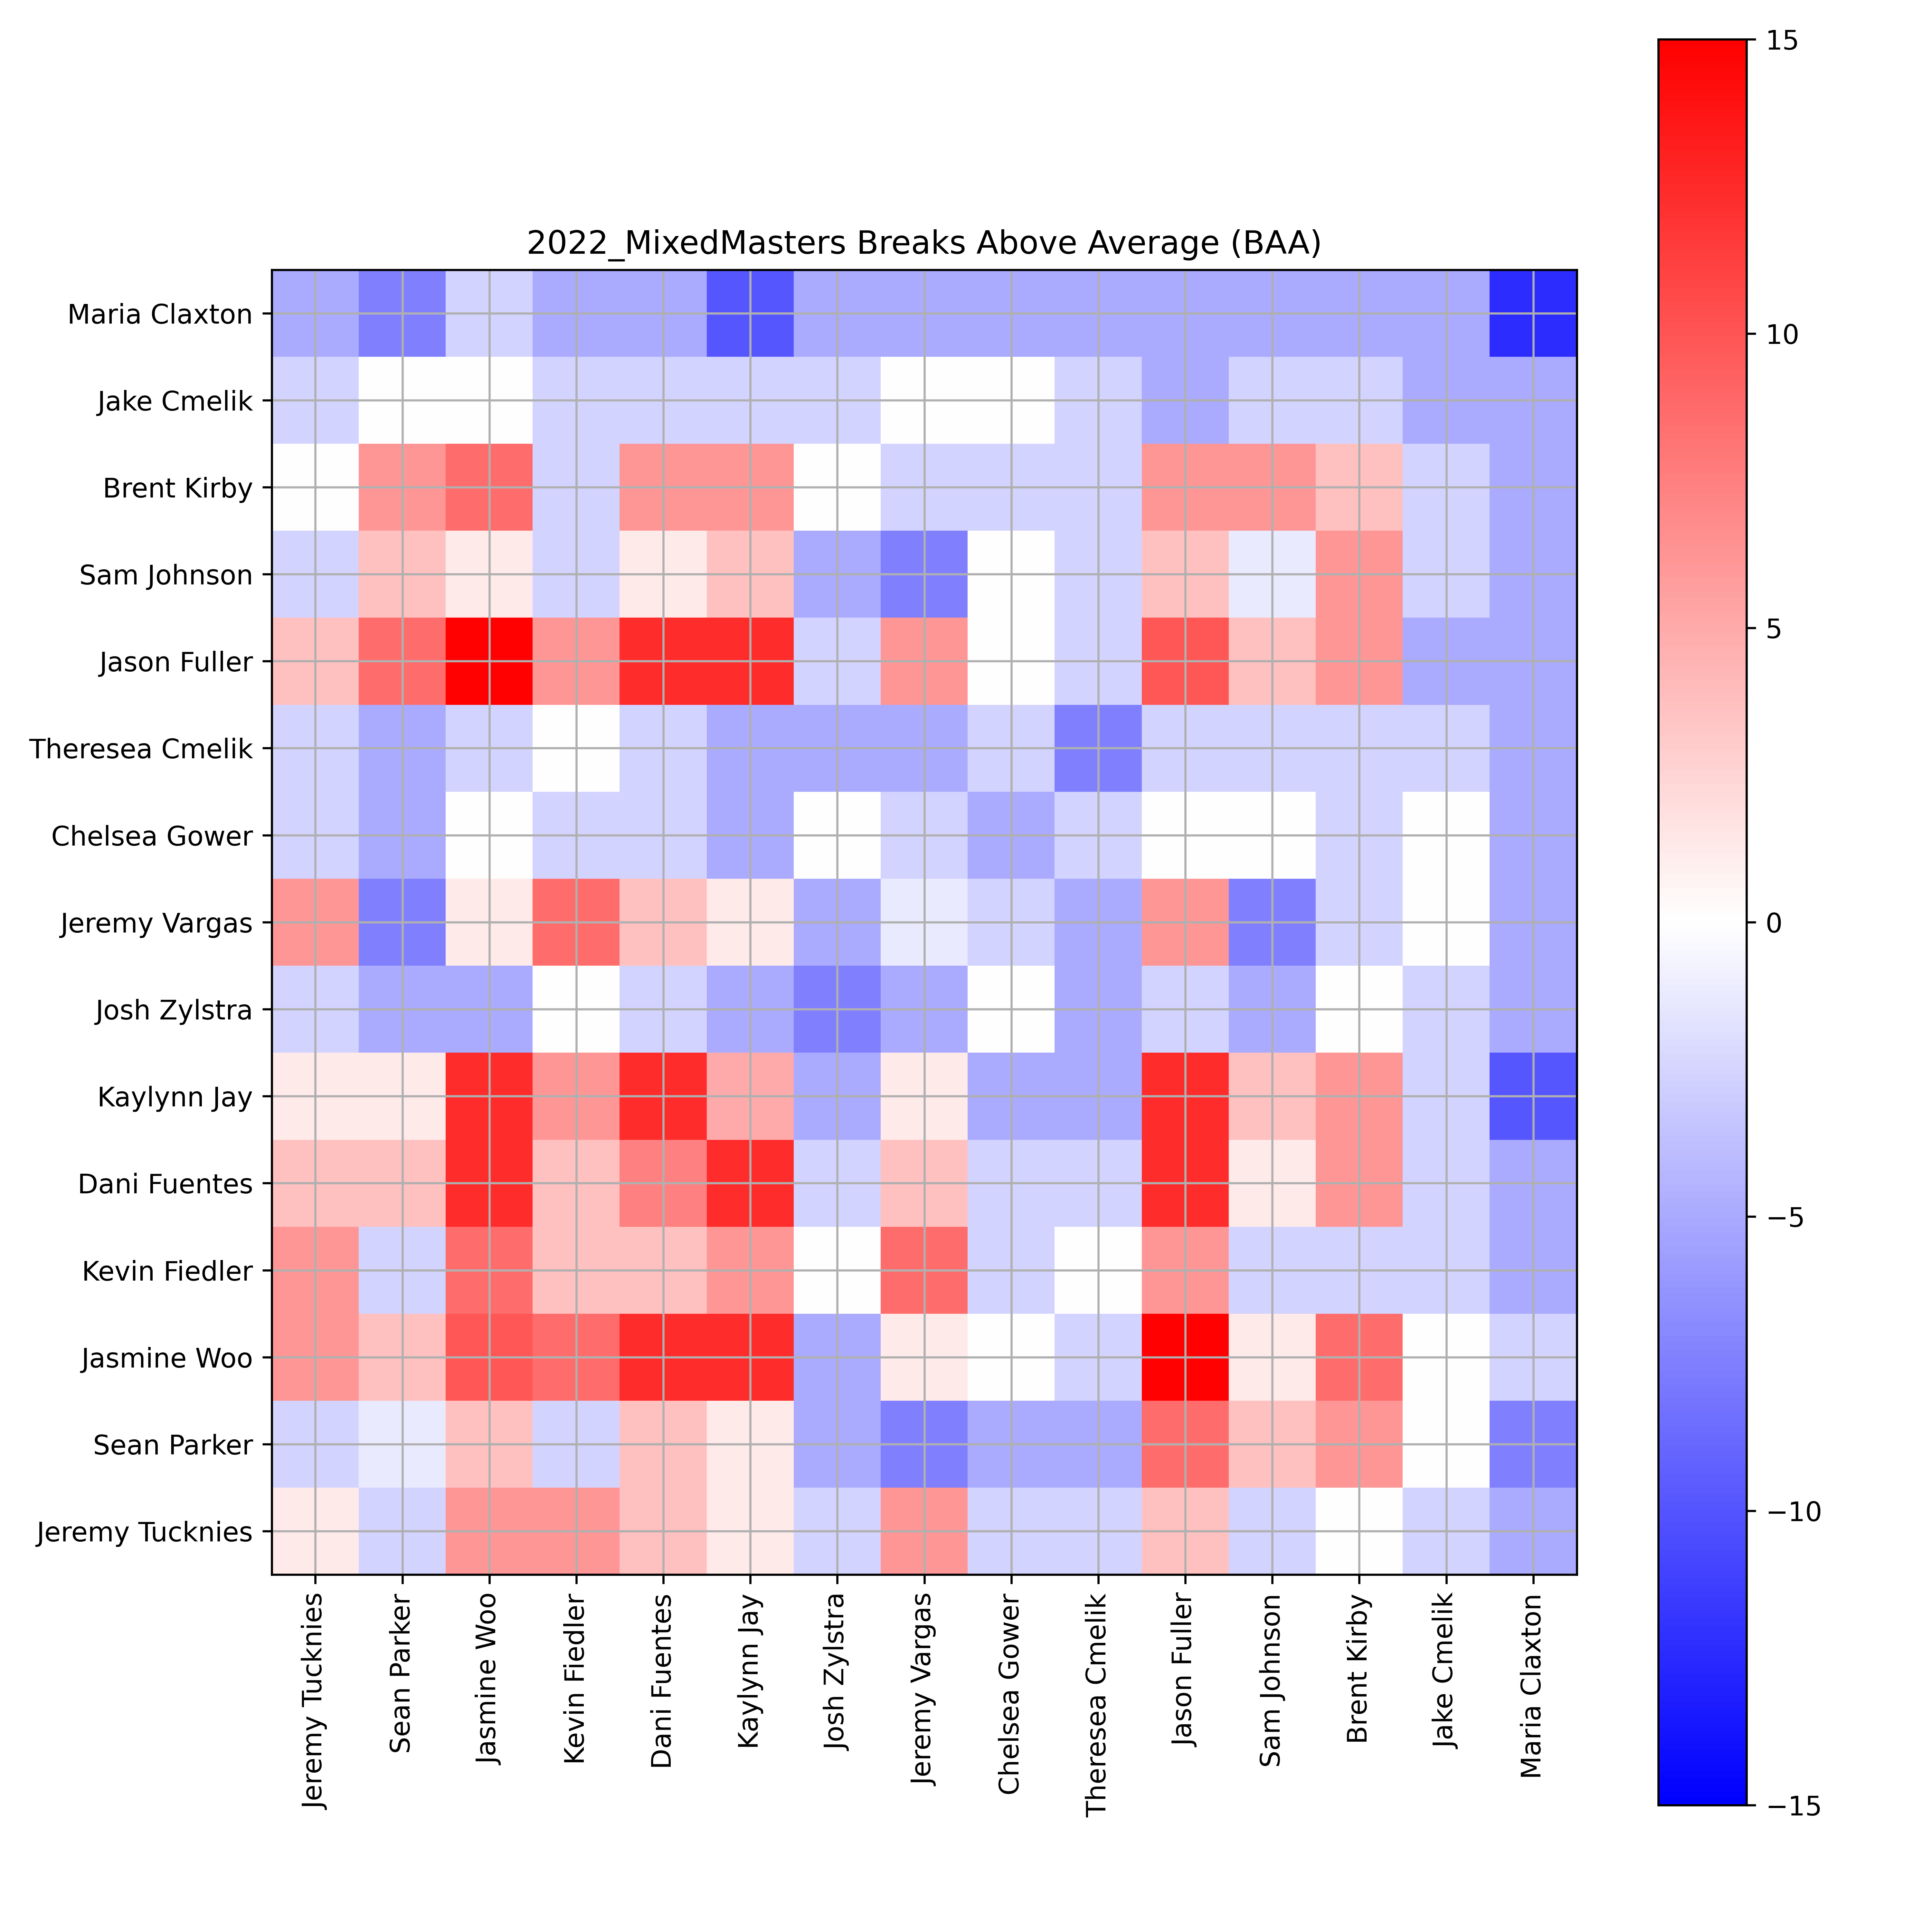 2022_MixedMasters Breaks Above Average (BAA)
Maria Claxton
Jake Cmelik
Brent Kirby
Sam Johnson
Jason Fuller
Theresea Cmelik
Chelsea Gower
Jeremy Vargas
Josh Zylstra
Kaylynn Jay
Dani Fuentes
Kevin Fiedler
Jasmine Woo
Sean Parker
Jeremy Tucknies
Jeremy Tucknies
Sean Parker
Jasmine Woo
Kevin Fiedler
Dani Fuentes
Kaylynn Jay
Josh Zylstra
Jeremy Vargas
Chelsea Gower
Theresea Cmelik
Jason Fuller
Sam Johnson
Brent Kirby
Jake Cmelik
Maria Claxton
15
10
5
0
−5
−10
−15